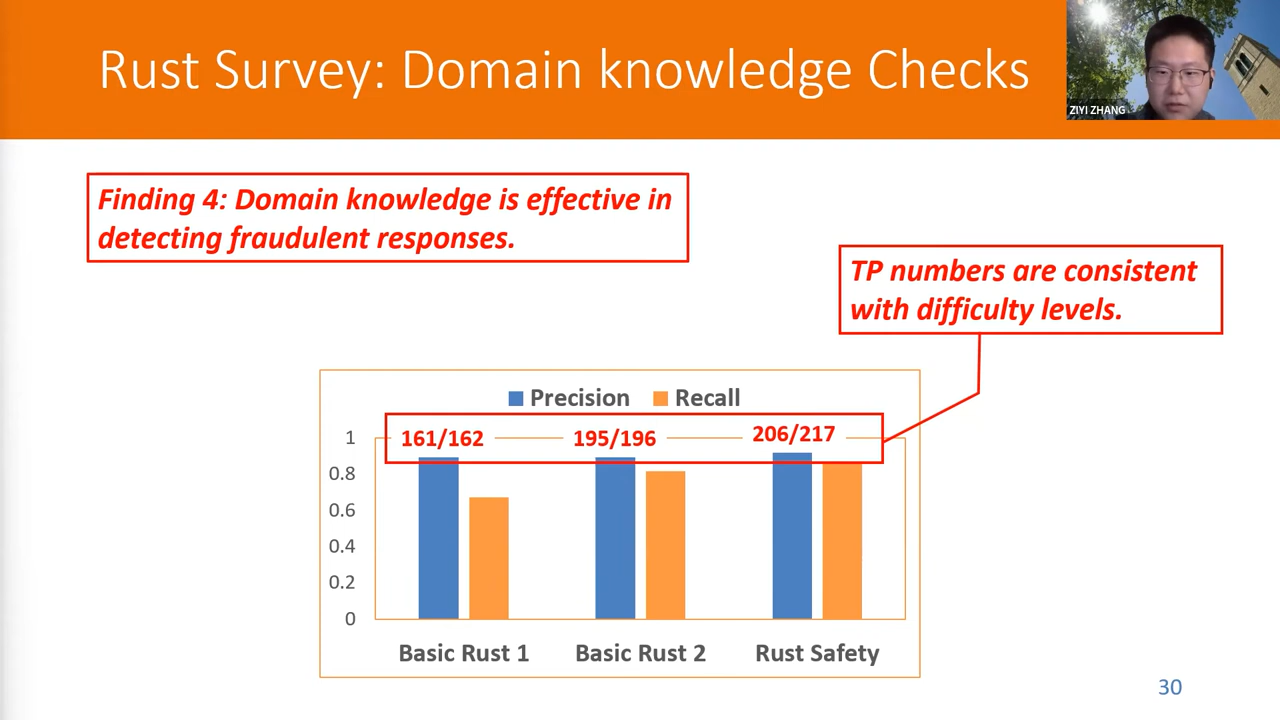 Rust Survey: Domain knowledge Checks
ZIYI ZHANG
Finding 4: Domain knowledge is effective in
detecting fraudulent responses.
TP numbers are consistent
with difficulty levels.
Precision Recall
161/162 195/196 206/217
1
0.8
0.6
0.4
0.2
0
Basic Rust 1 Basic Rust 2 Rust Safety
30